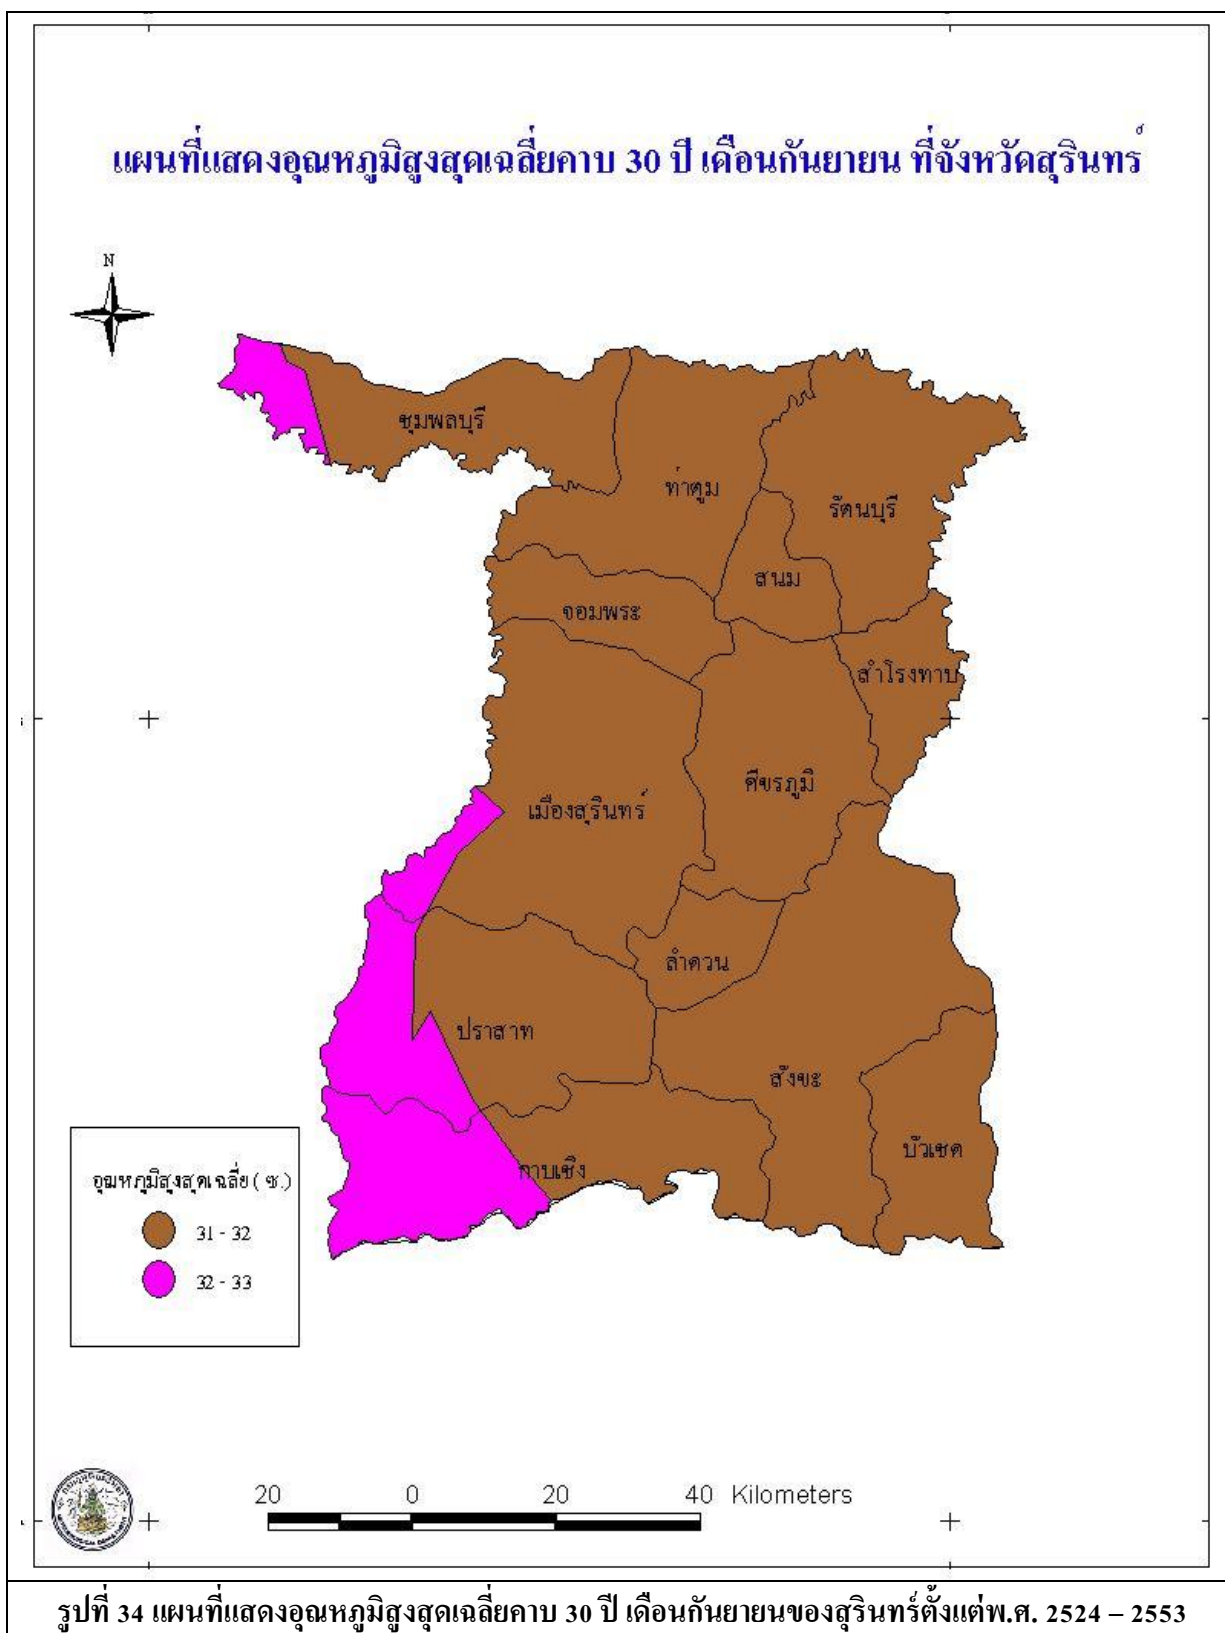 แผนที่แสดงอุณหภูมิสูงสุดเฉลี่ยคาบ 30 ปี เดือนกันยายน ที่จังหวัดสุรินทร์
N
ชุมพลบุรี
ท่าตูม
รัตนบุรี
สนม
จอมพระ
สำโรงทาบ
ศีขรภูมิ
เมืองสุรินทร์
ลำดวน
ปราสาท
สังขะ
บัวเชด
กาบเชิง
อุณหภูมิสูงสุดเฉลี่ย ( ซ.)
31 - 32
32 - 33
20 0 20 40 Kilometers
รูปที่ 34 แผนที่แสดงอุณหภูมิสูงสุดเฉลี่ยคาบ 30 ปี เดือนกันยายนของสุรินทร์ตั้งแต่พ.ศ. 2524 – 2553